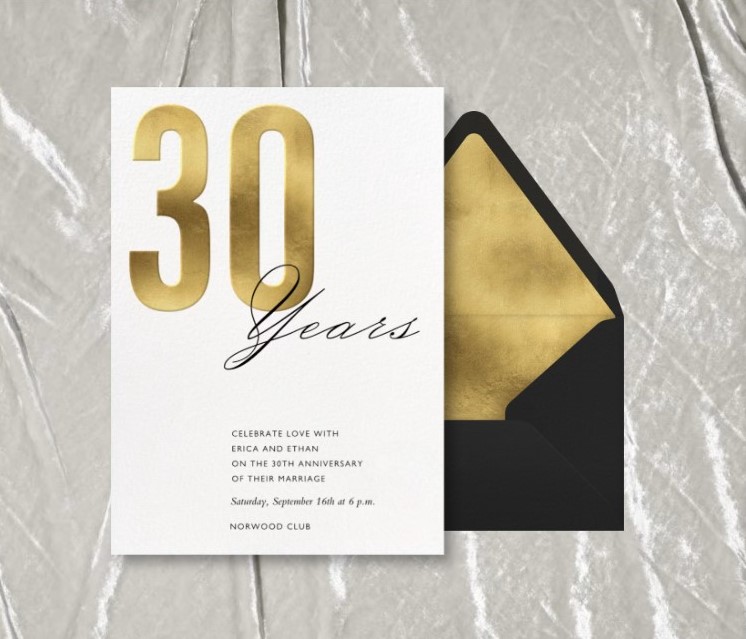 30
Years
CELEBRATE LOVE WITH
ERICA AND ETHAN
ON THE 30TH ANNIVERSARY
OF THEIR MARRIAGE
Saturday, September 16th at 6 p.m.
NORWOOD CLUB